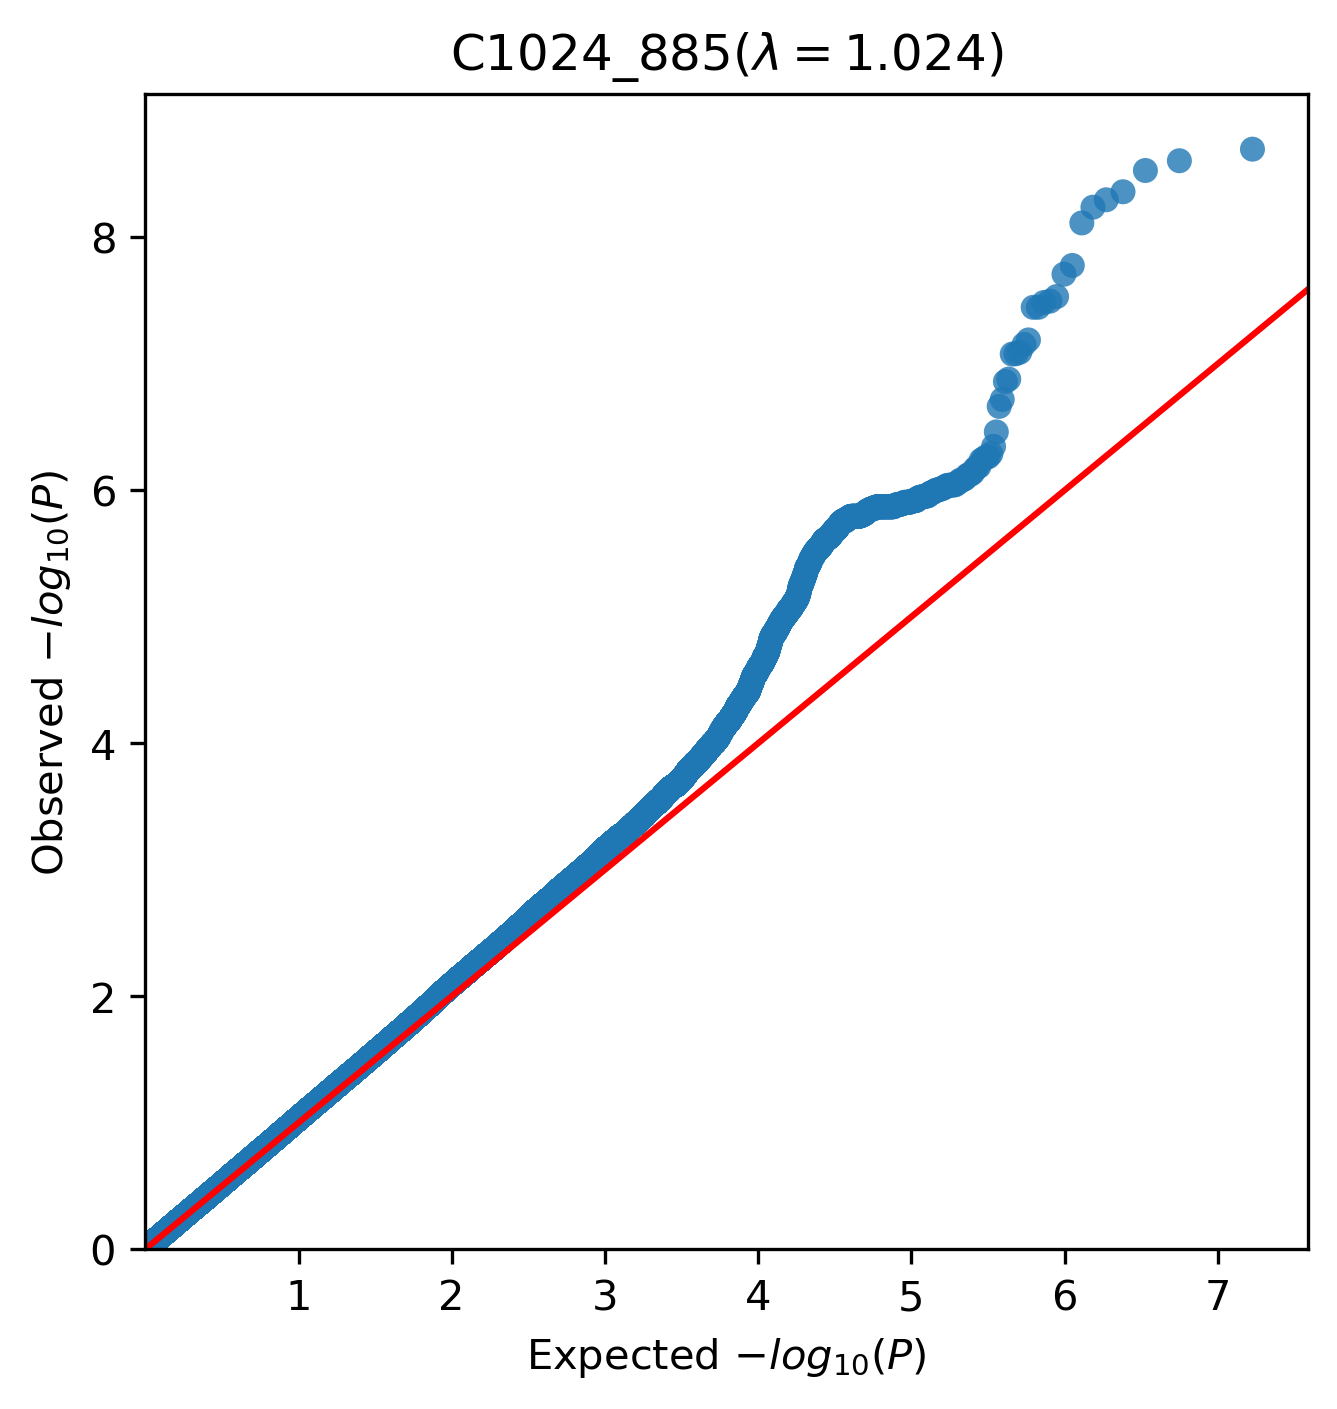 C1024_885(λ = 1.024)
Observed −log₁₀(P)
8
6
4
2
0
1 2 3 4 5 6 7
Expected −log₁₀(P)